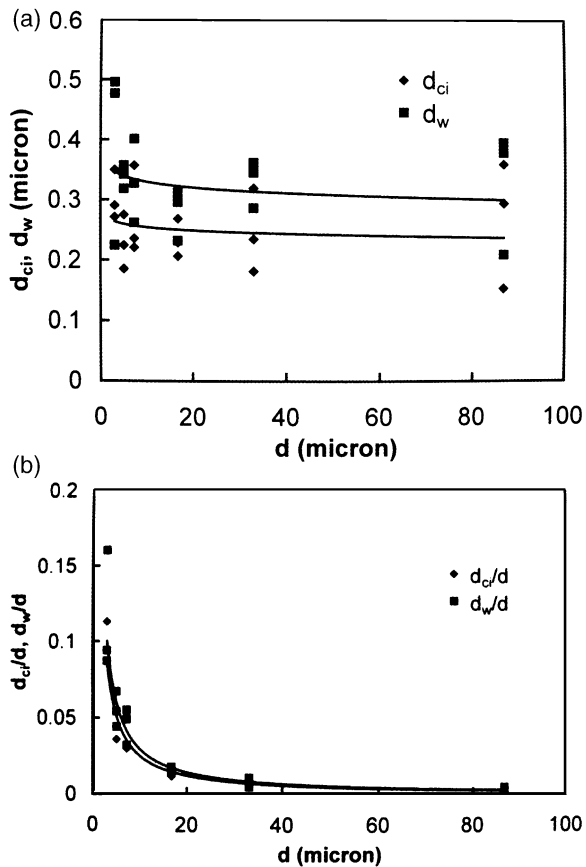 (a)
0.6
0.5
0.4
0.3
0.2
0.1
0
d_ci, d_w (micron)
d_ci
d_w
0 20 40 60 80 100
d (micron)
(b)
0.2
0.15
0.1
0.05
0
d_ci/d, d_w/d
d_ci/d
d_w/d
0 20 40 60 80 100
d (micron)